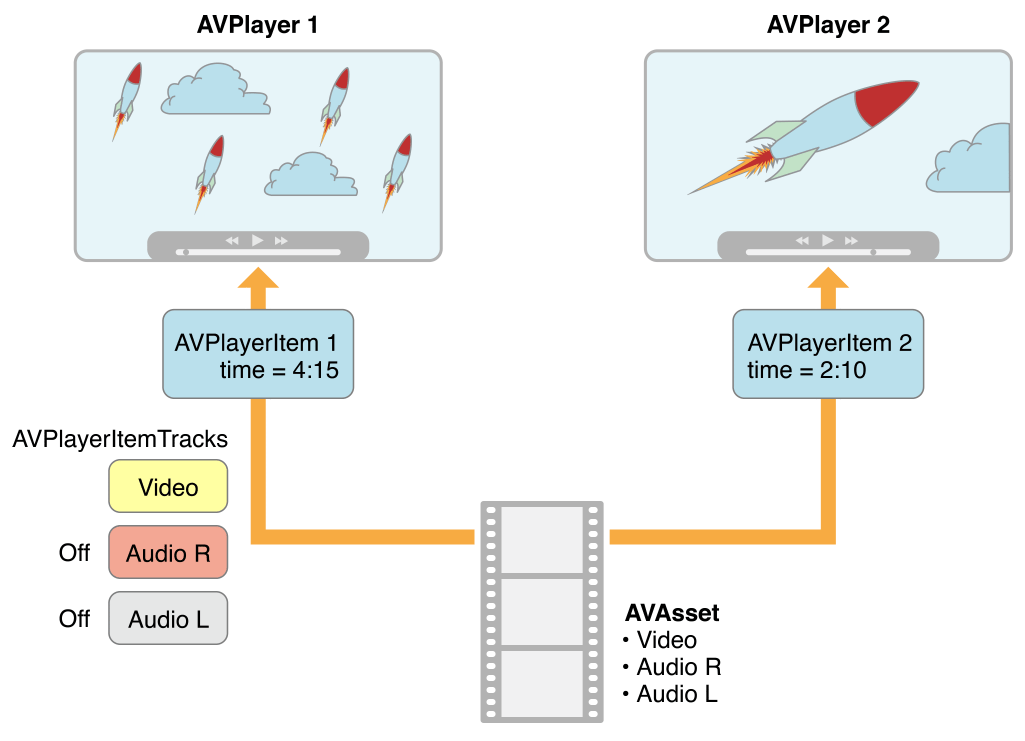 AVPlayer 1
AVPlayer 2
AVPlayerItem 1
time = 4:15
AVPlayerItem 2
time = 2:10
AVPlayerItemTracks
Video
Off
Audio R
Off
Audio L
AVAsset
• Video
• Audio R
• Audio L